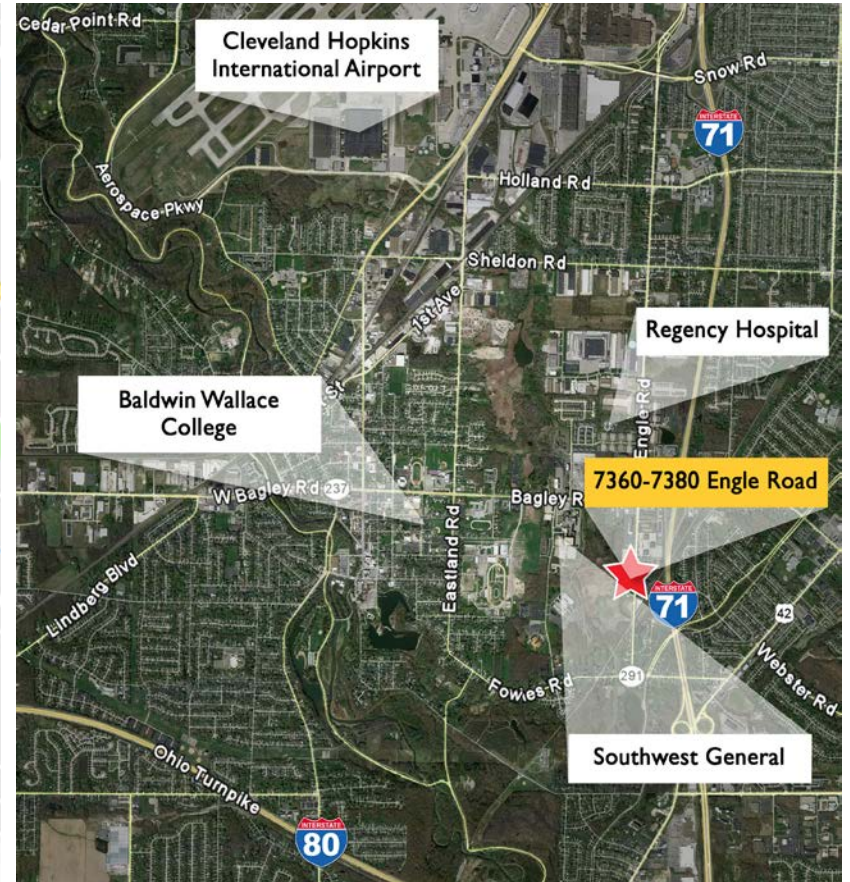 Cedar Point Rd
Cleveland Hopkins
International Airport
Snow Rd
INTERSTATE
71
Aerospace Pkwy
Holland Rd
Sheldon Rd
1st Ave
Regency Hospital
St
Engle Rd
Baldwin Wallace
College
7360-7380 Engle Road
W Bagley Rd
237
Bagley R
Eastland Rd
Lindberg Blvd
INTERSTATE
71
42
Webster Rd
Fowles Rd
291
Southwest General
Ohio Turnpike
INTERSTATE
80